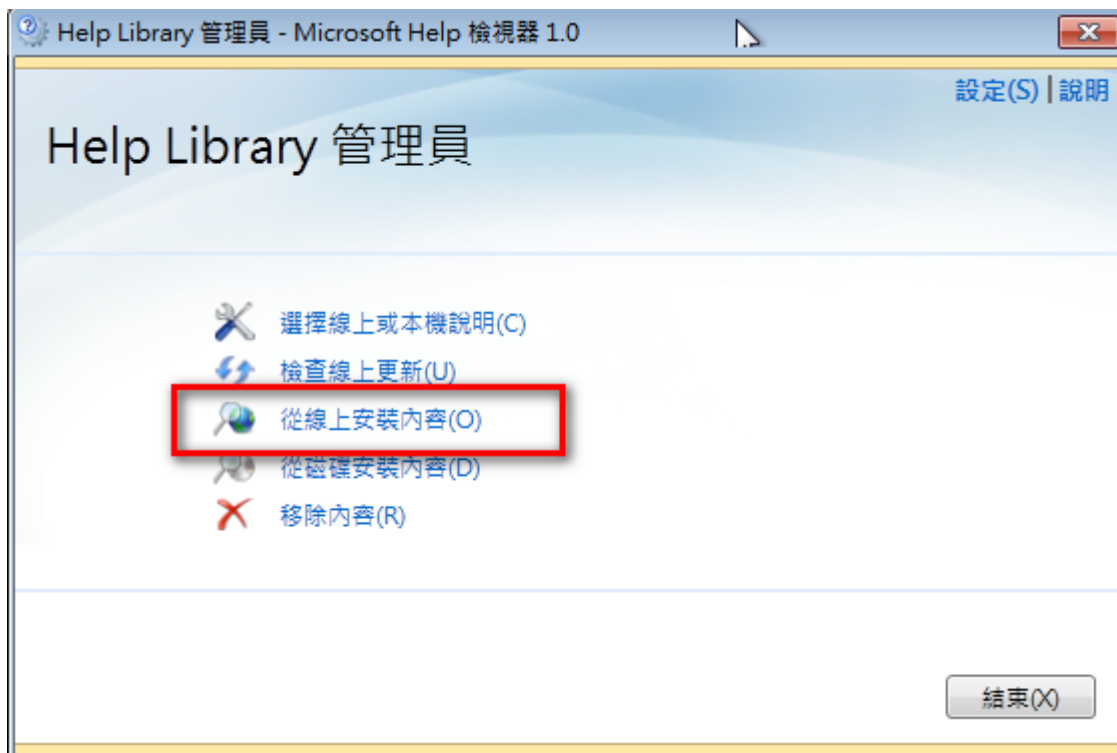 Help Library 管理員 - Microsoft Help 檢視器 1.0
設定(S) | 說明
Help Library 管理員
選擇線上或本機說明(C)
檢查線上更新(U)
從線上安裝內容(O)
從磁碟安裝內容(D)
移除內容(R)
結束(X)